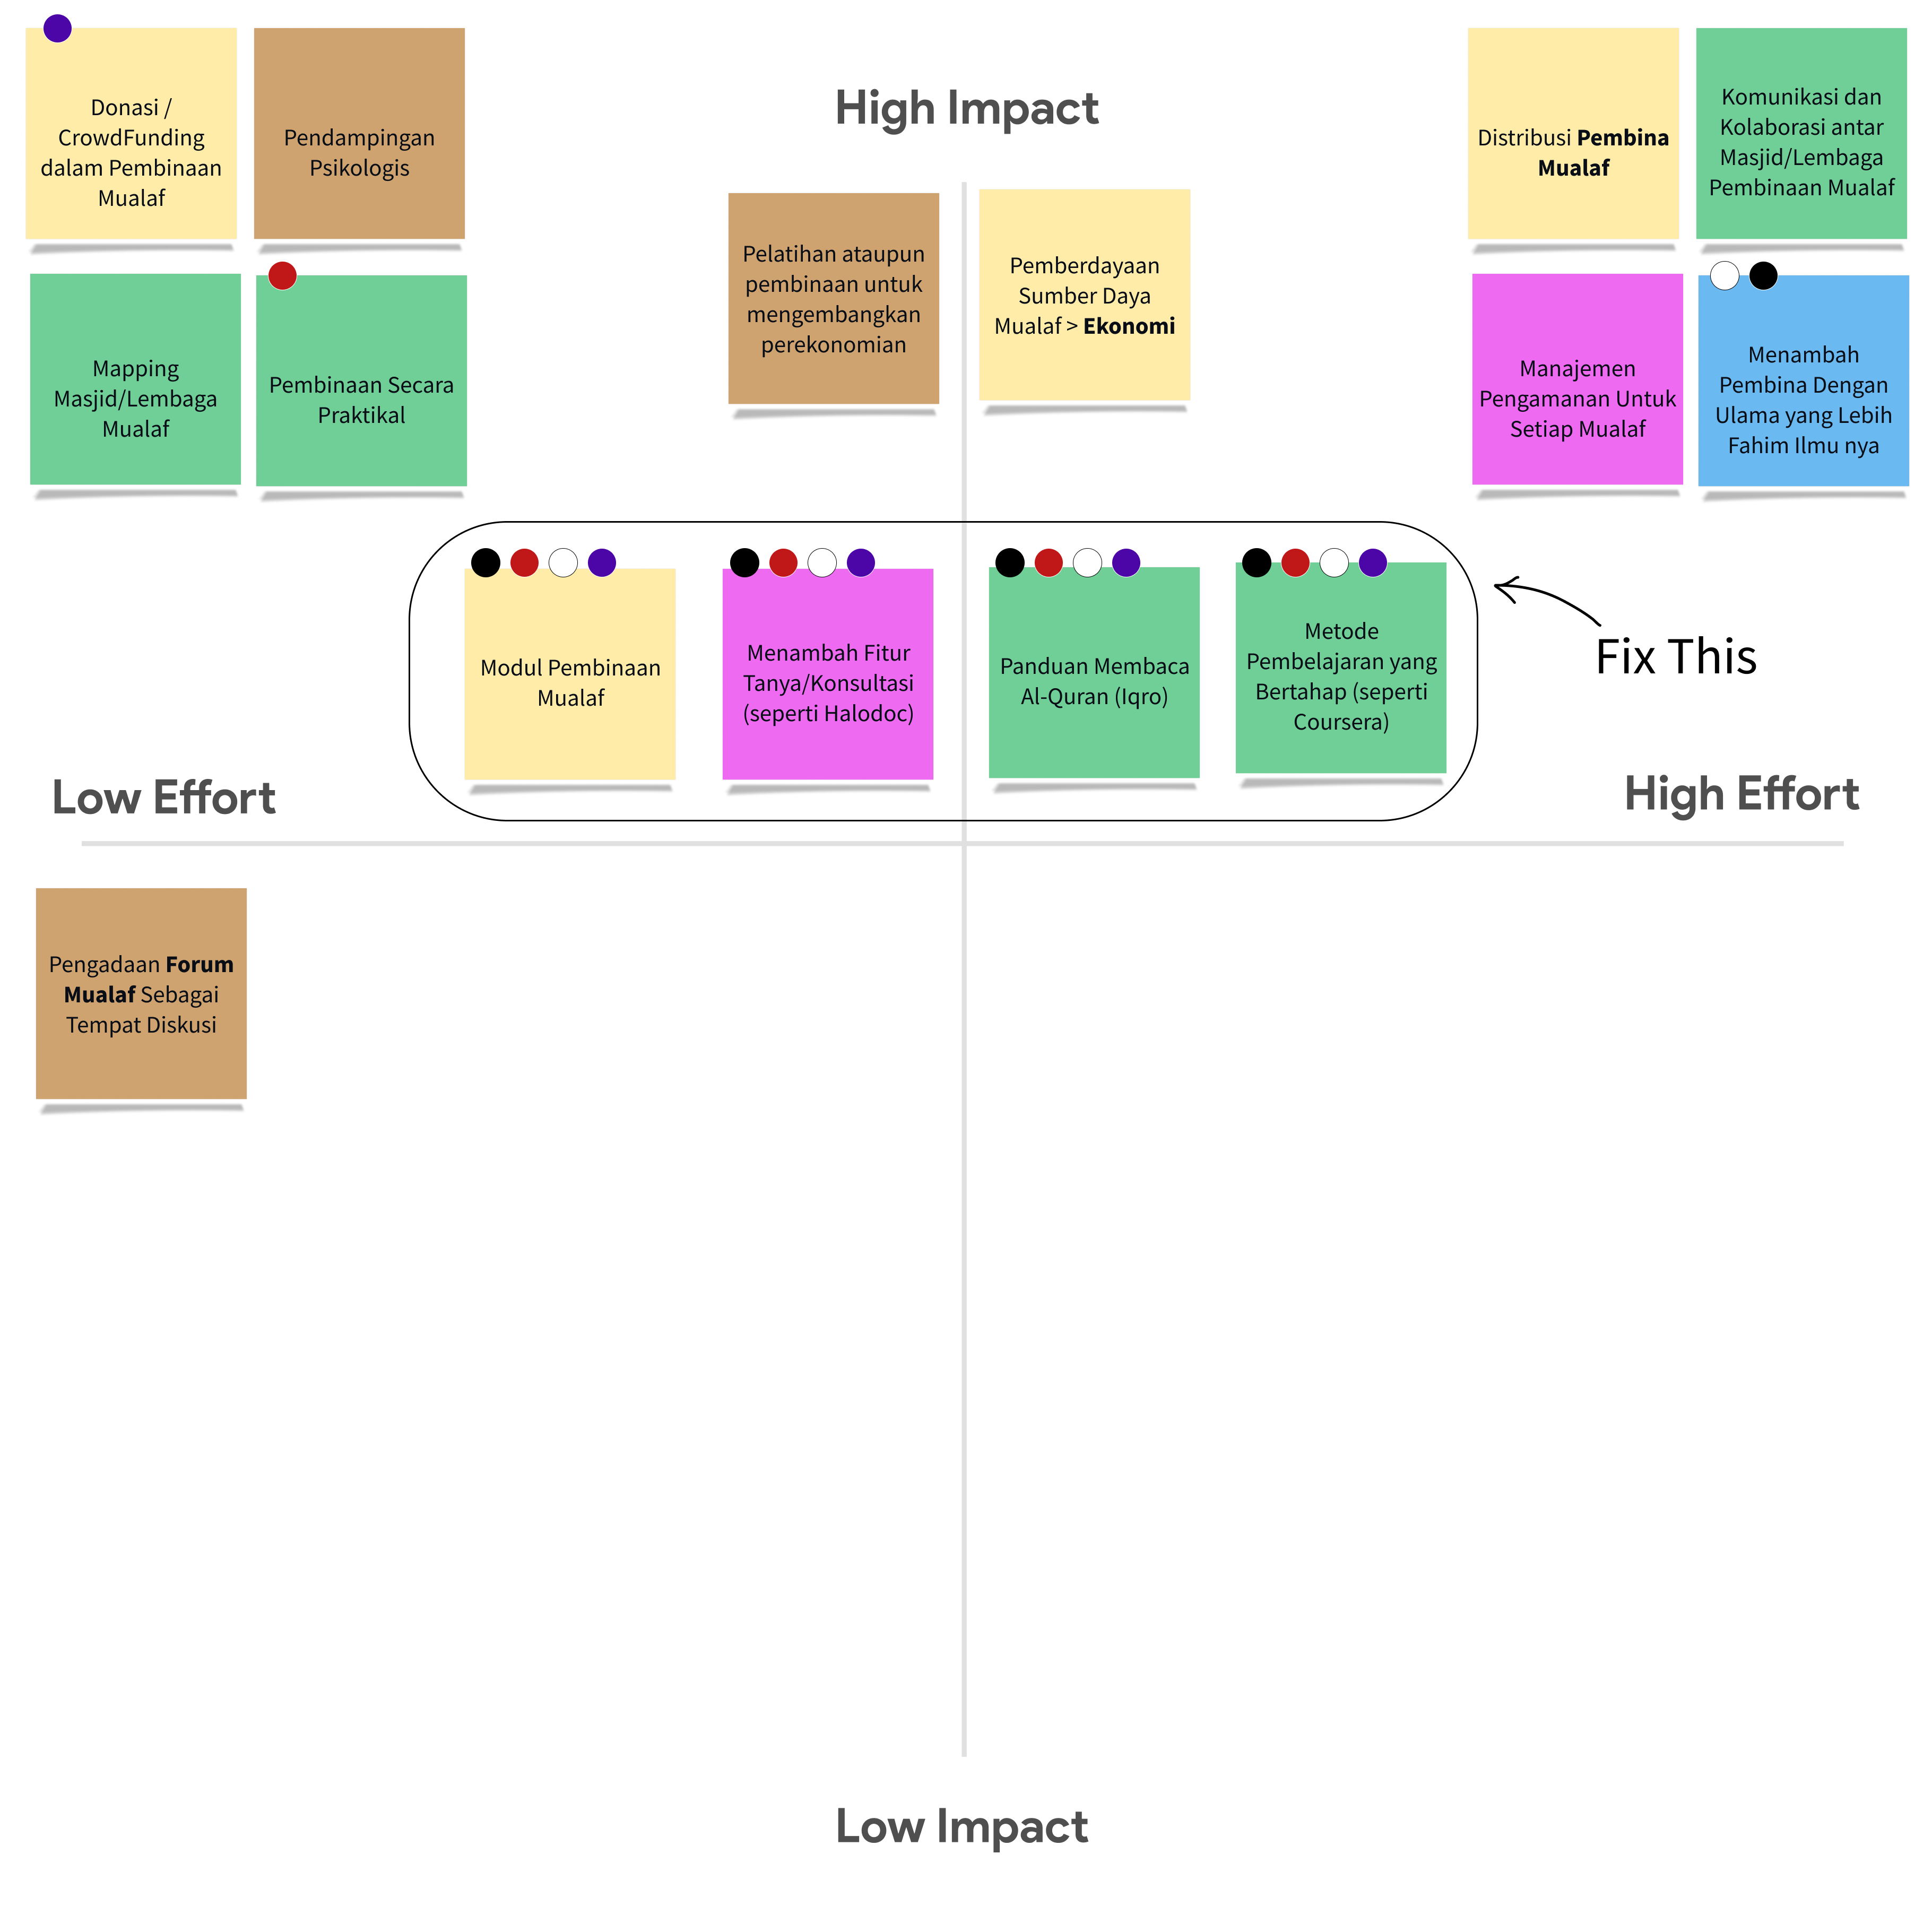 Donasi /
CrowdFunding
dalam Pembinaan
Mualaf
Pendampingan
Psikologis
High Impact
Distribusi Pembina
Mualaf
Komunikasi dan
Kolaborasi antar
Masjid/Lembaga
Pembinaan Mualaf
Mapping
Masjid/Lembaga
Mualaf
Pembinaan Secara
Praktikal
Pelatihan ataupun
pembinaan untuk
mengembangkan
perekonomian
Pemberdayaan
Sumber Daya
Mualaf > Ekonomi
Manajemen
Pengamanan Untuk
Setiap Mualaf
Menambah
Pembina Dengan
Ulama yang Lebih
Fahim Ilmu nya
Modul Pembinaan
Mualaf
Menambah Fitur
Tanya/Konsultasi
(seperti Halodoc)
Panduan Membaca
Al-Quran (Iqro)
Metode
Pembelajaran yang
Bertahap (seperti
Coursera)
Fix This
Low Effort
High Effort
Pengadaan Forum
Mualaf Sebagai
Tempat Diskusi
Low Impact